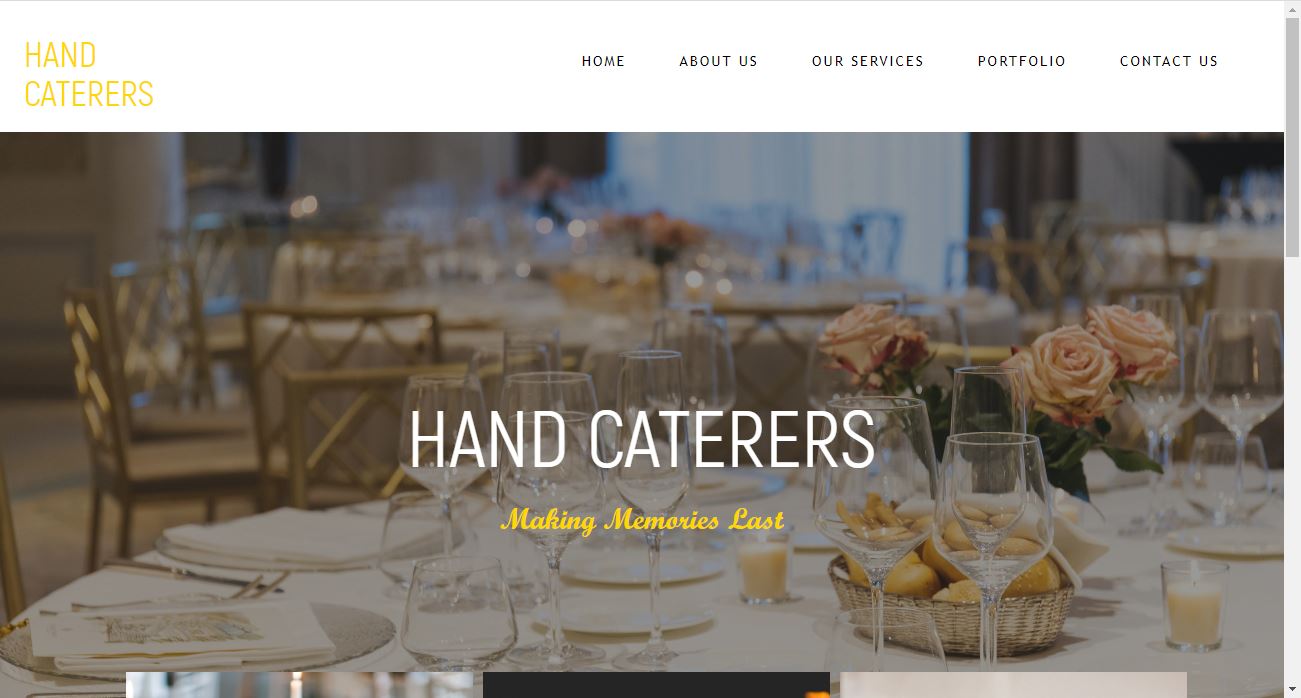 HAND
CATERERS
HOME ABOUT US OUR SERVICES PORTFOLIO CONTACT US
HAND CATERERS
Making Memories Last